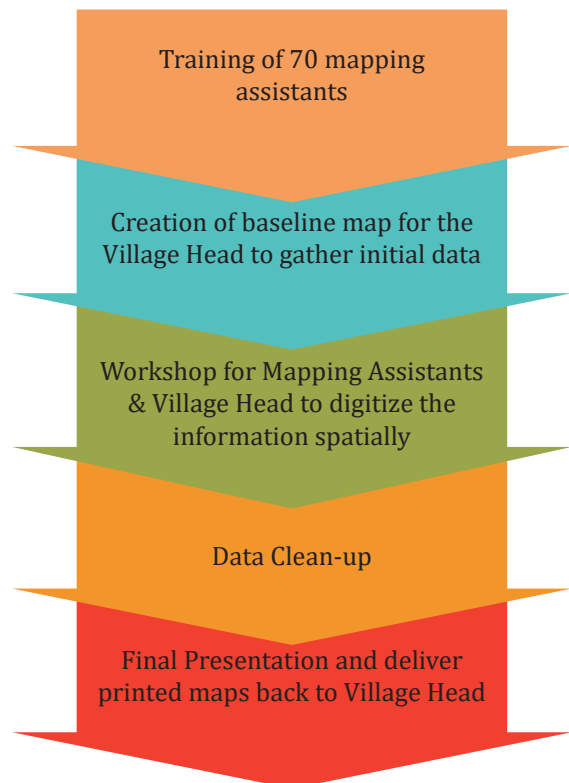 Training of 70 mapping
assistants
Creation of baseline map for the
Village Head to gather initial data
Workshop for Mapping Assistants
& Village Head to digitize the
information spatially
Data Clean-up
Final Presentation and deliver
printed maps back to Village Head